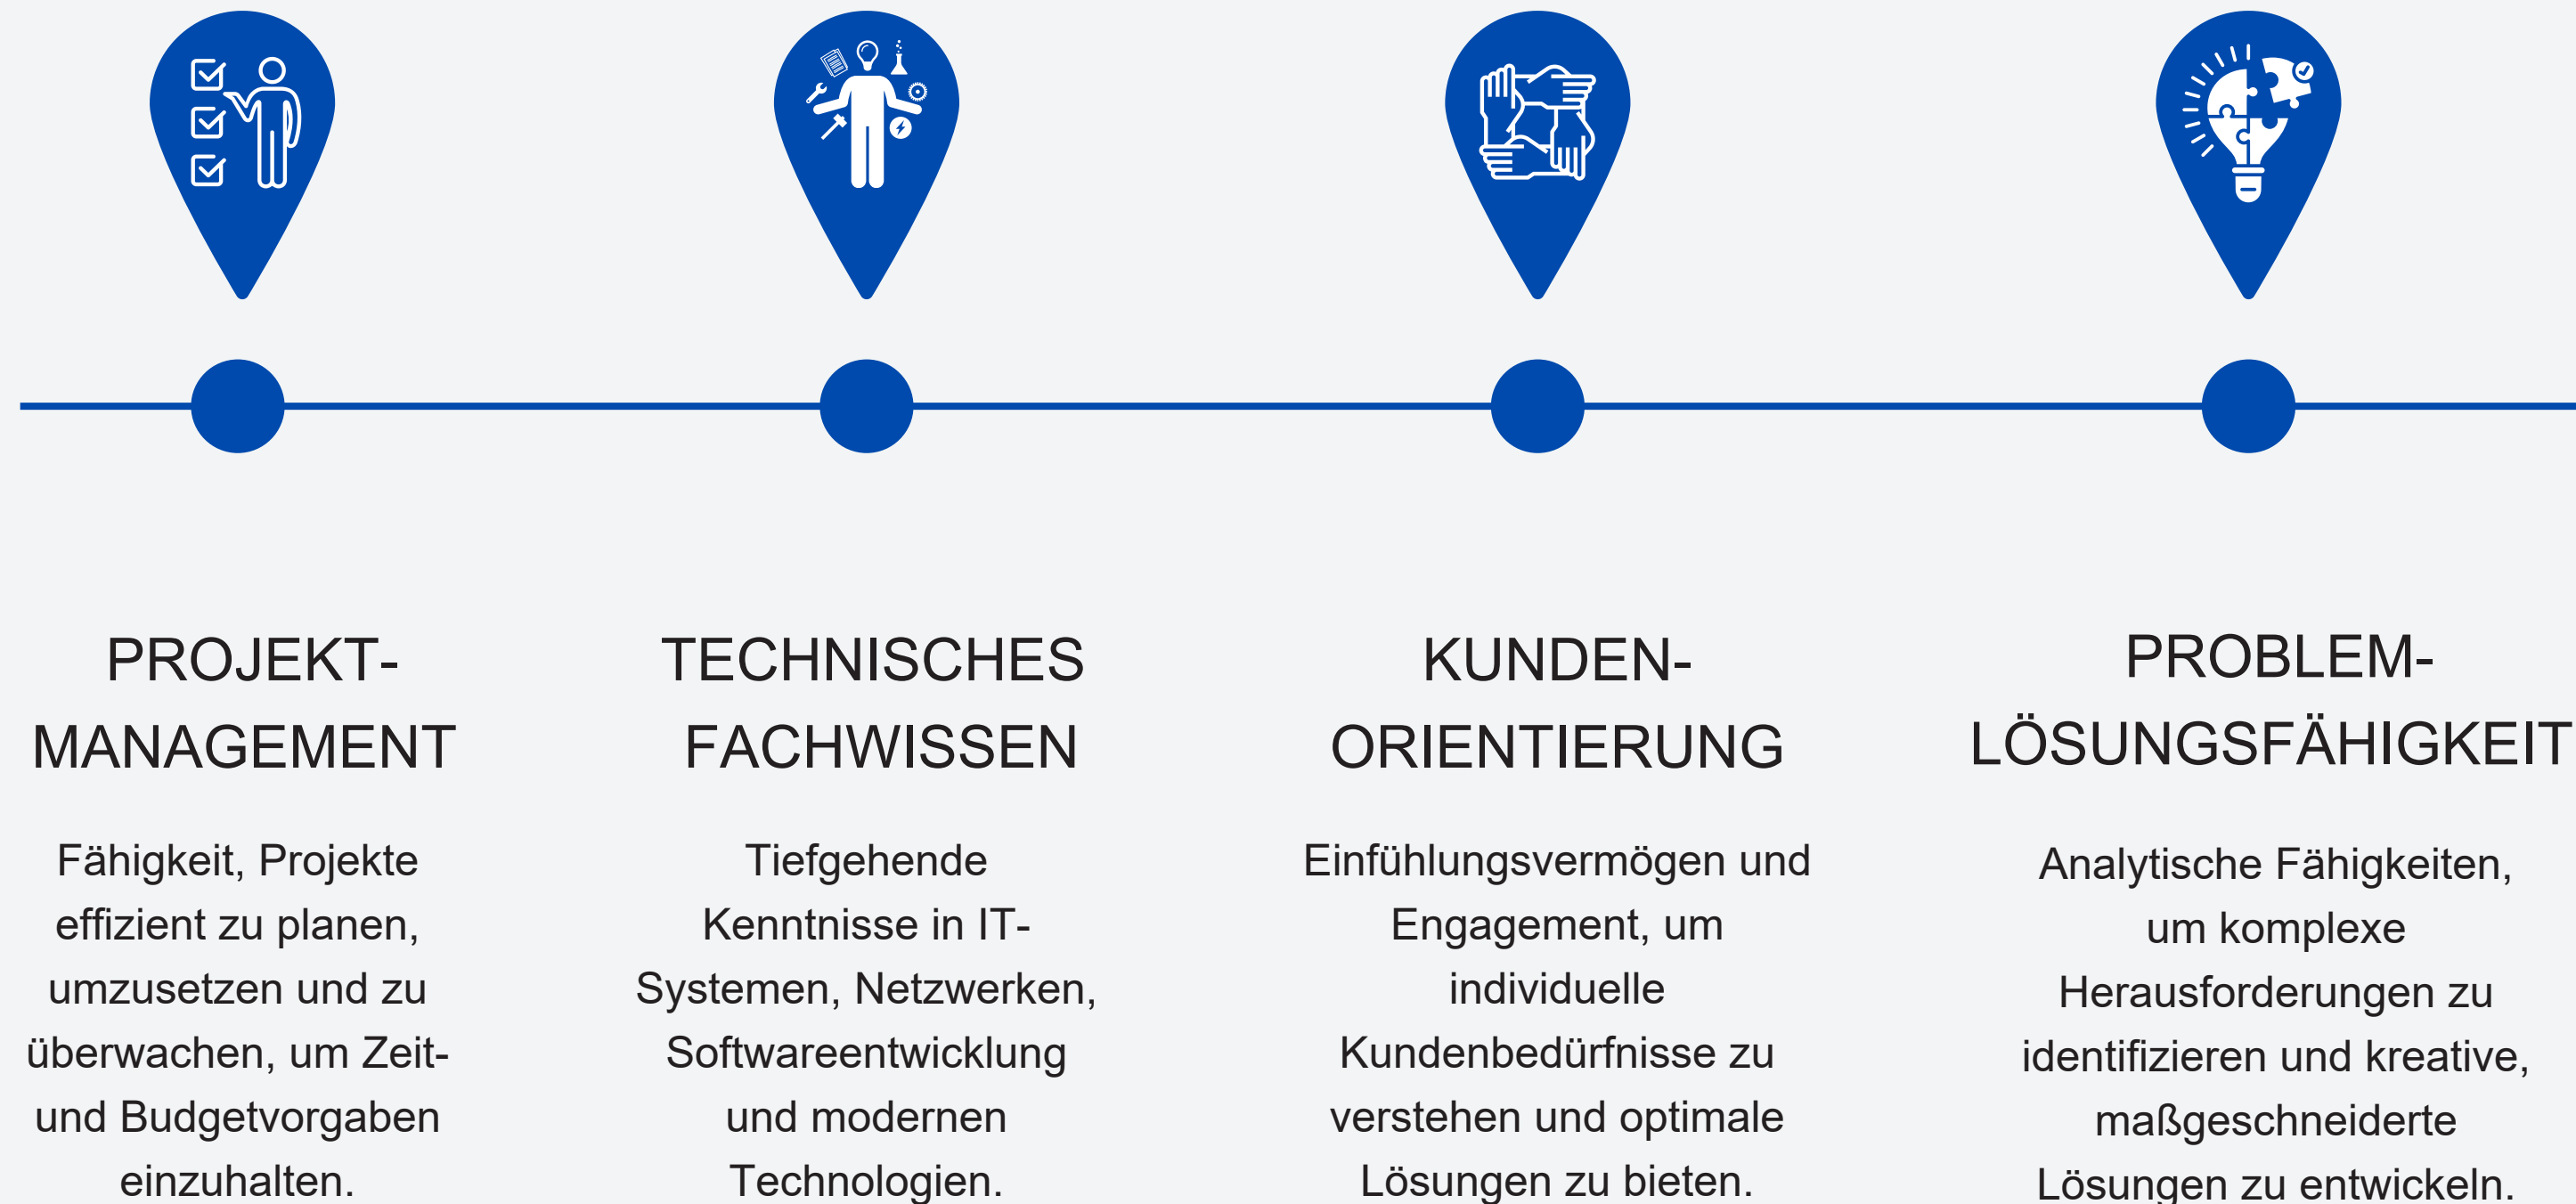 PROJEKT-
MANAGEMENT
Fähigkeit, Projekte
effizient zu planen,
umzusetzen und zu
überwachen, um Zeit-
und Budgetvorgaben
einzuhalten.
TECHNISCHES
FACHWISSEN
Tiefgehende
Kenntnisse in IT-
Systemen, Netzwerken,
Softwareentwicklung
und modernen
Technologien.
KUNDEN-
ORIENTIERUNG
Einfühlungsvermögen und
Engagement, um
individuelle
Kundenbedürfnisse zu
verstehen und optimale
Lösungen zu bieten.
PROBLEM-
LÖSUNGSFÄHIGKEIT
Analytische Fähigkeiten,
um komplexe
Herausforderungen zu
identifizieren und kreative,
maßgeschneiderte
Lösungen zu entwickeln.